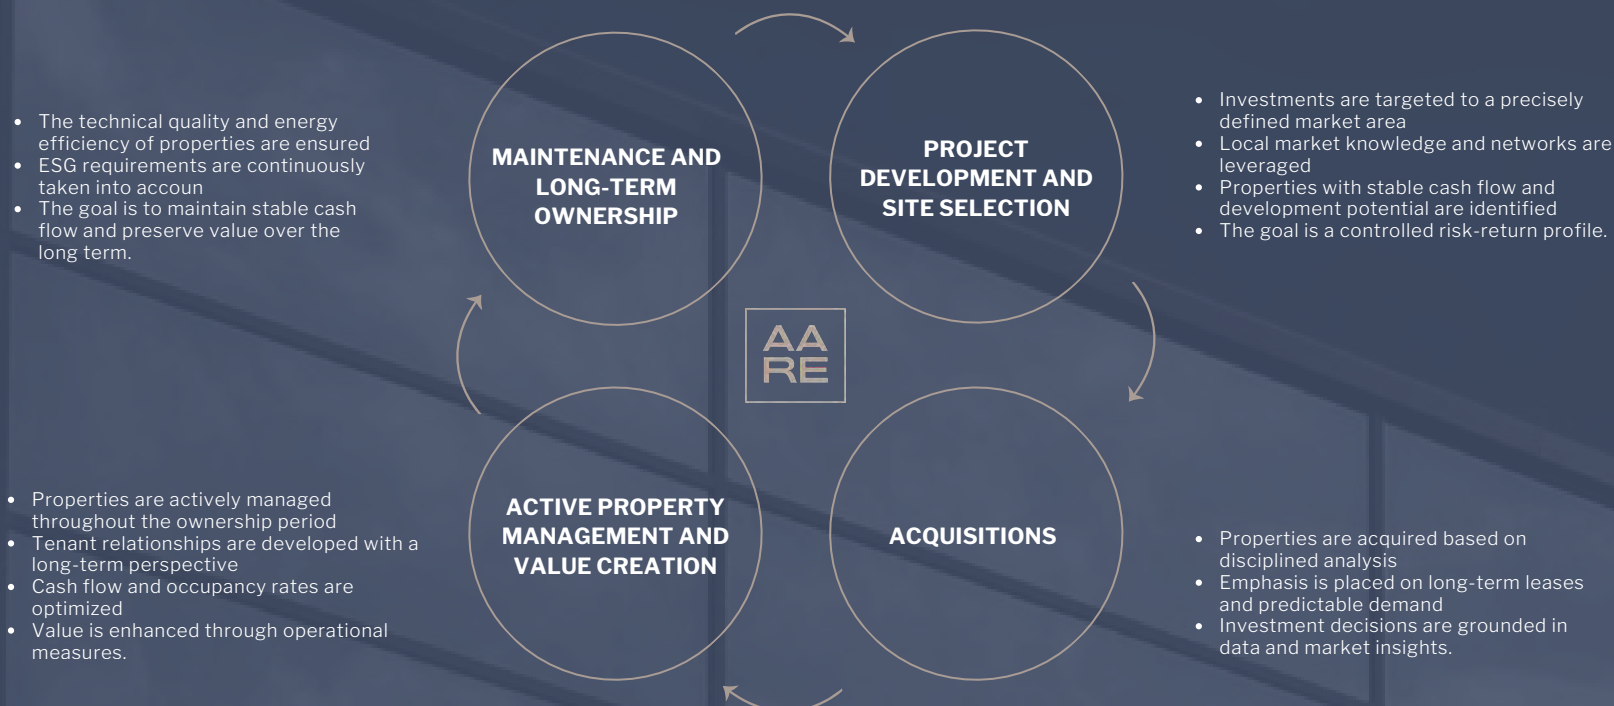 MAINTENANCE AND
LONG-TERM
OWNERSHIP
• The technical quality and energy
efficiency of properties are ensured
• ESG requirements are continuously
taken into accoun
• The goal is to maintain stable cash
flow and preserve value over the
long term.
PROJECT
DEVELOPMENT AND
SITE SELECTION
• Investments are targeted to a precisely
defined market area
• Local market knowledge and networks are
leveraged
• Properties with stable cash flow and
development potential are identified
• The goal is a controlled risk-return profile.
AA
RE
ACTIVE PROPERTY
MANAGEMENT AND
VALUE CREATION
• Properties are actively managed
throughout the ownership period
• Tenant relationships are developed with a
long-term perspective
• Cash flow and occupancy rates are
optimized
• Value is enhanced through operational
measures.
ACQUISITIONS
• Properties are acquired based on
disciplined analysis
• Emphasis is placed on long-term leases
and predictable demand
• Investment decisions are grounded in
data and market insights.